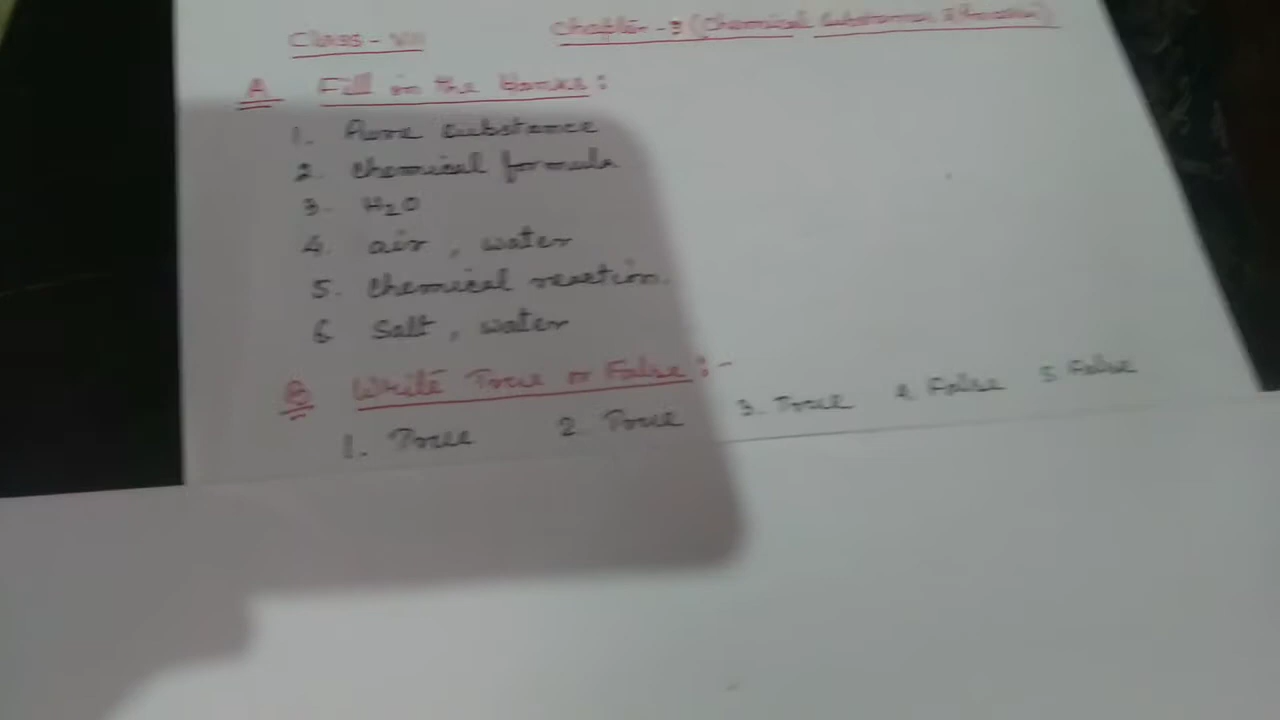 Class - VII Chapter - 3 (Chemical Substances &
A Fill in the blanks :
1. Pure substance
2. Chemical formula
3. H2O
4. air , water
5. Chemical reaction.
6 Salt , water
B Write True or False :-
1. True 2. True 3. True 4. False 5 False